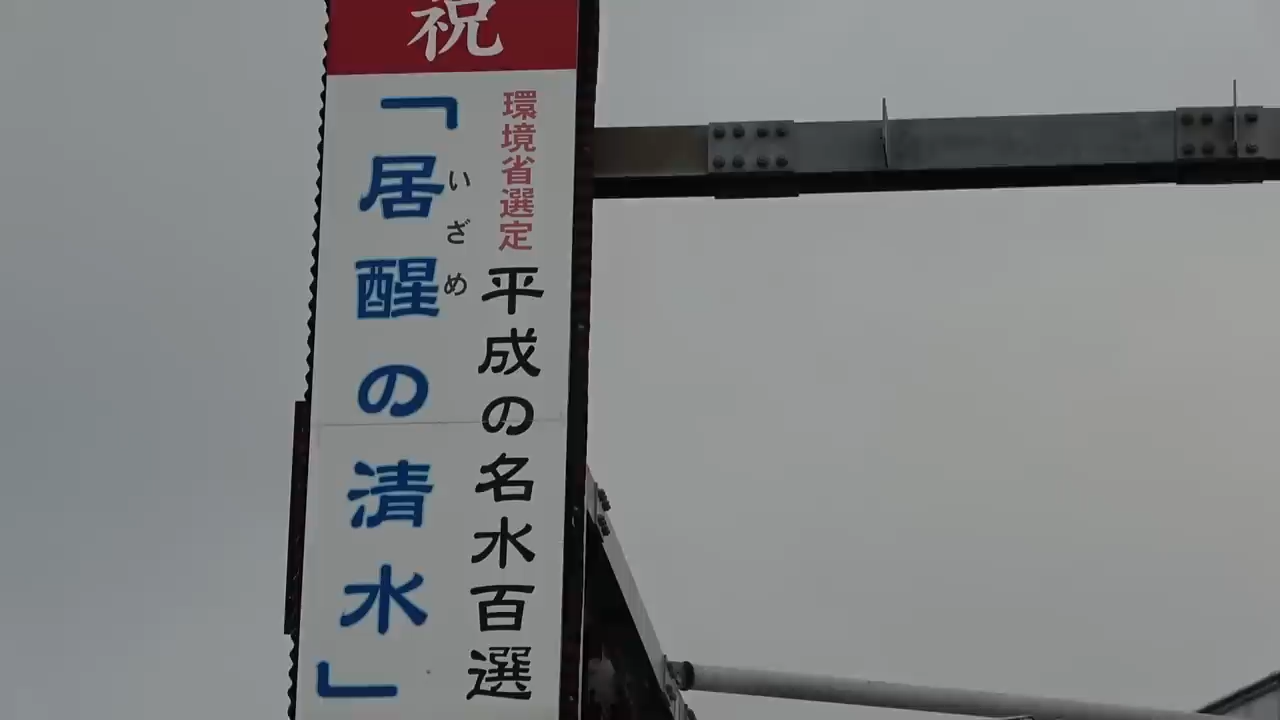 祝
環境省選定
平成の名水百選
「居醒の清水」
いざめ